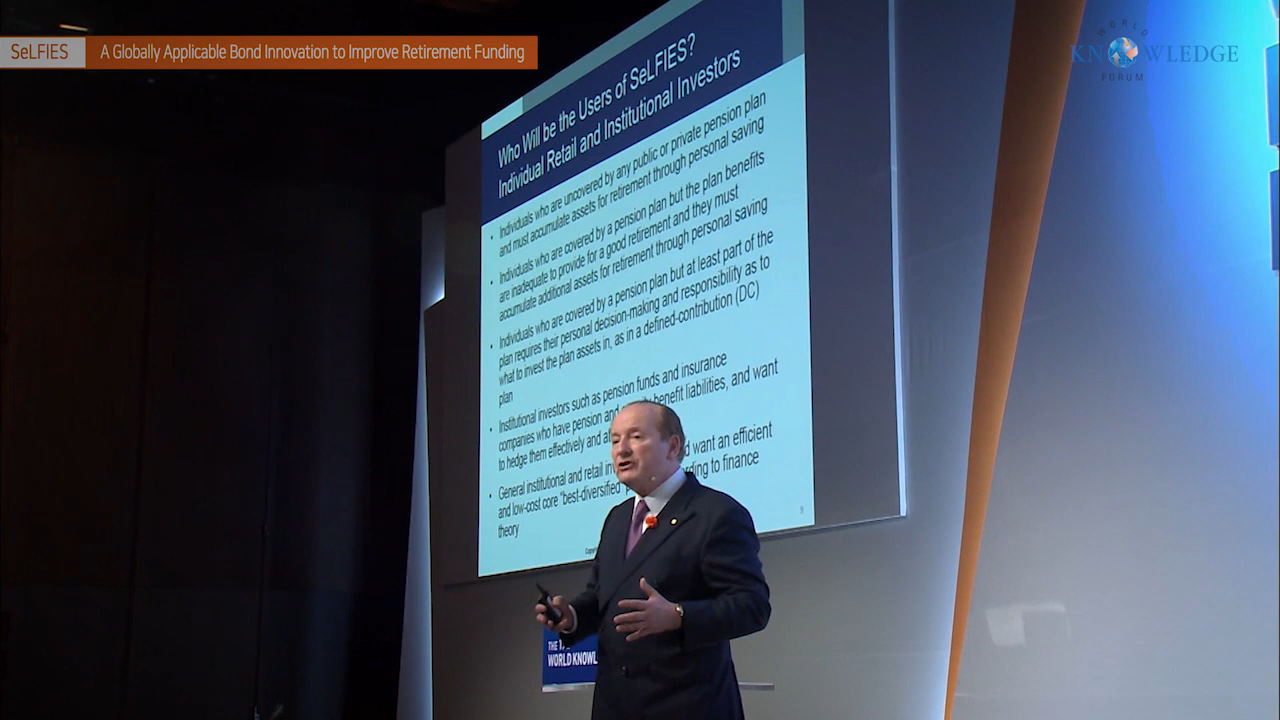 SeLFIES
A Globally Applicable Bond Innovation to Improve Retirement Funding
WORLD
KNOWLEDGE
FORUM
Who Will be the Users of SeLFIES?
Individual Retail and Institutional Investors
• Individuals who are uncovered by any public or private pension plan
and must accumulate assets for retirement through personal saving
• Individuals who are covered by a pension plan but the plan benefits
are inadequate to provide for a good retirement and they must
accumulate additional assets for retirement through personal saving
• Individuals who are covered by a pension plan but at least part of the
plan requires their personal decision-making and responsibility as to
what to invest the plan assets in, as in a defined-contribution (DC)
plan
• Institutional investors such as pension funds and insurance
companies who have pension and benefit liabilities, and want
to hedge them effectively and
• General institutional and retail want an efficient
and low-cost core "best-diversified" to finance
theory
9
THE
WORLD